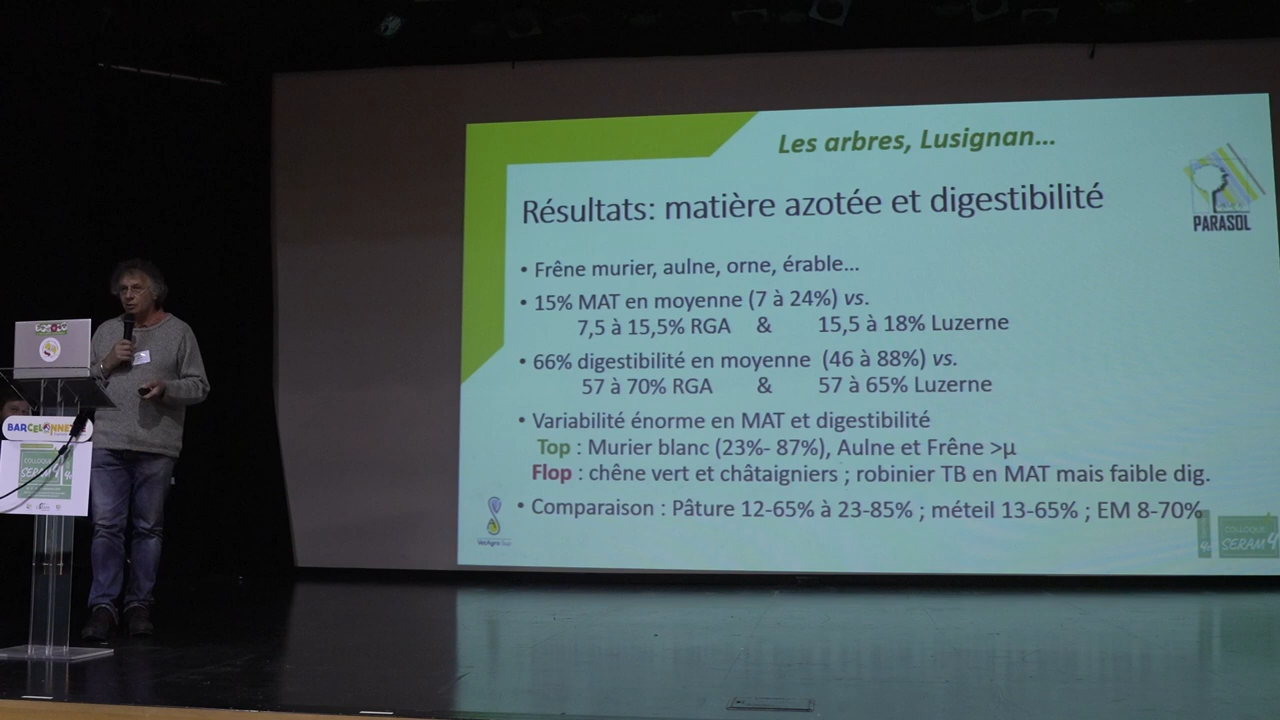 Les arbres, Lusignan...
PARASOL
Résultats: matière azotée et digestibilité
• Frêne murier, aulne, orne, érable...
• 15% MAT en moyenne (7 à 24%) vs.
7,5 à 15,5% RGA & 15,5 à 18% Luzerne
• 66% digestibilité en moyenne (46 à 88%) vs.
57 à 70% RGA & 57 à 65% Luzerne
• Variabilité énorme en MAT et digestibilité
Top : Murier blanc (23%- 87%), Aulne et Frêne >μ
Flop : chêne vert et châtaigniers ; robinier TB en MAT mais faible dig.
• Comparaison : Pâture 12-65% à 23-85% ; méteil 13-65% ; EM 8-70%
VetAgro Sup
COLLOQUE
SERAM
BARCELONNE
COLLOQUE
SERAM